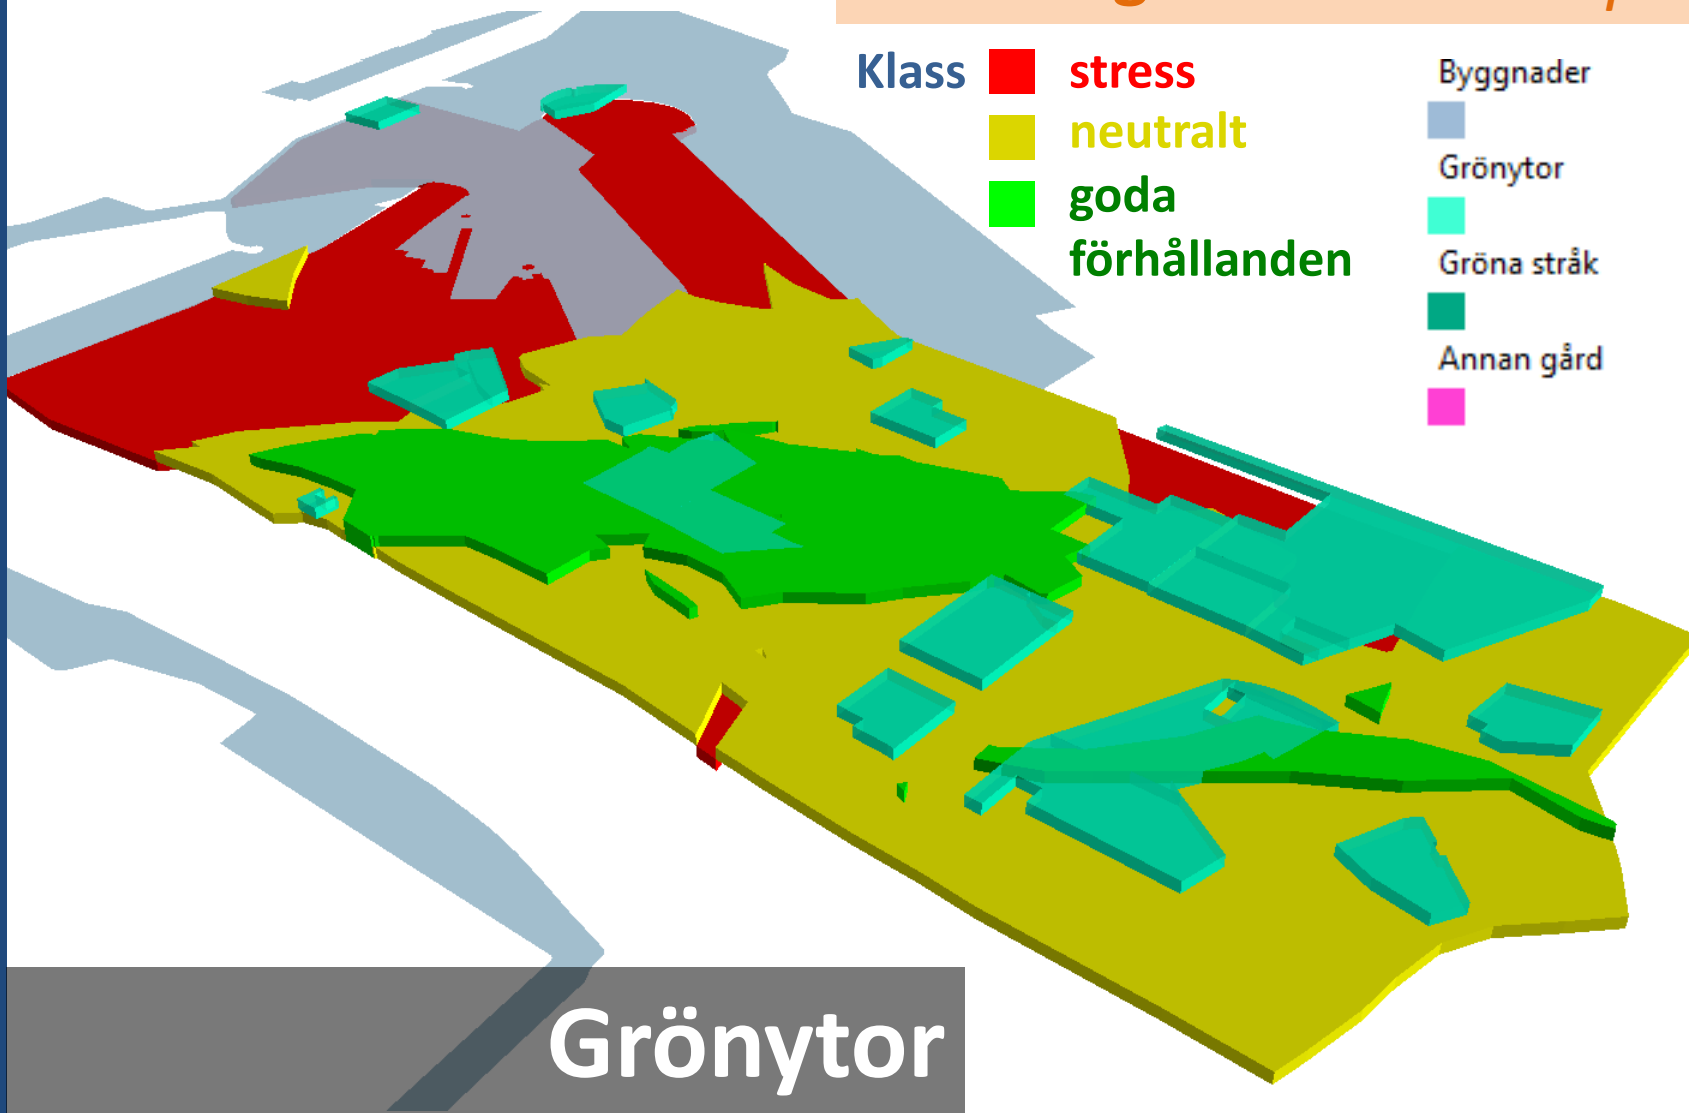 Klass
stress
neutralt
goda
förhållanden
Byggnader
Grönytor
Gröna stråk
Annan gård
Grönytor